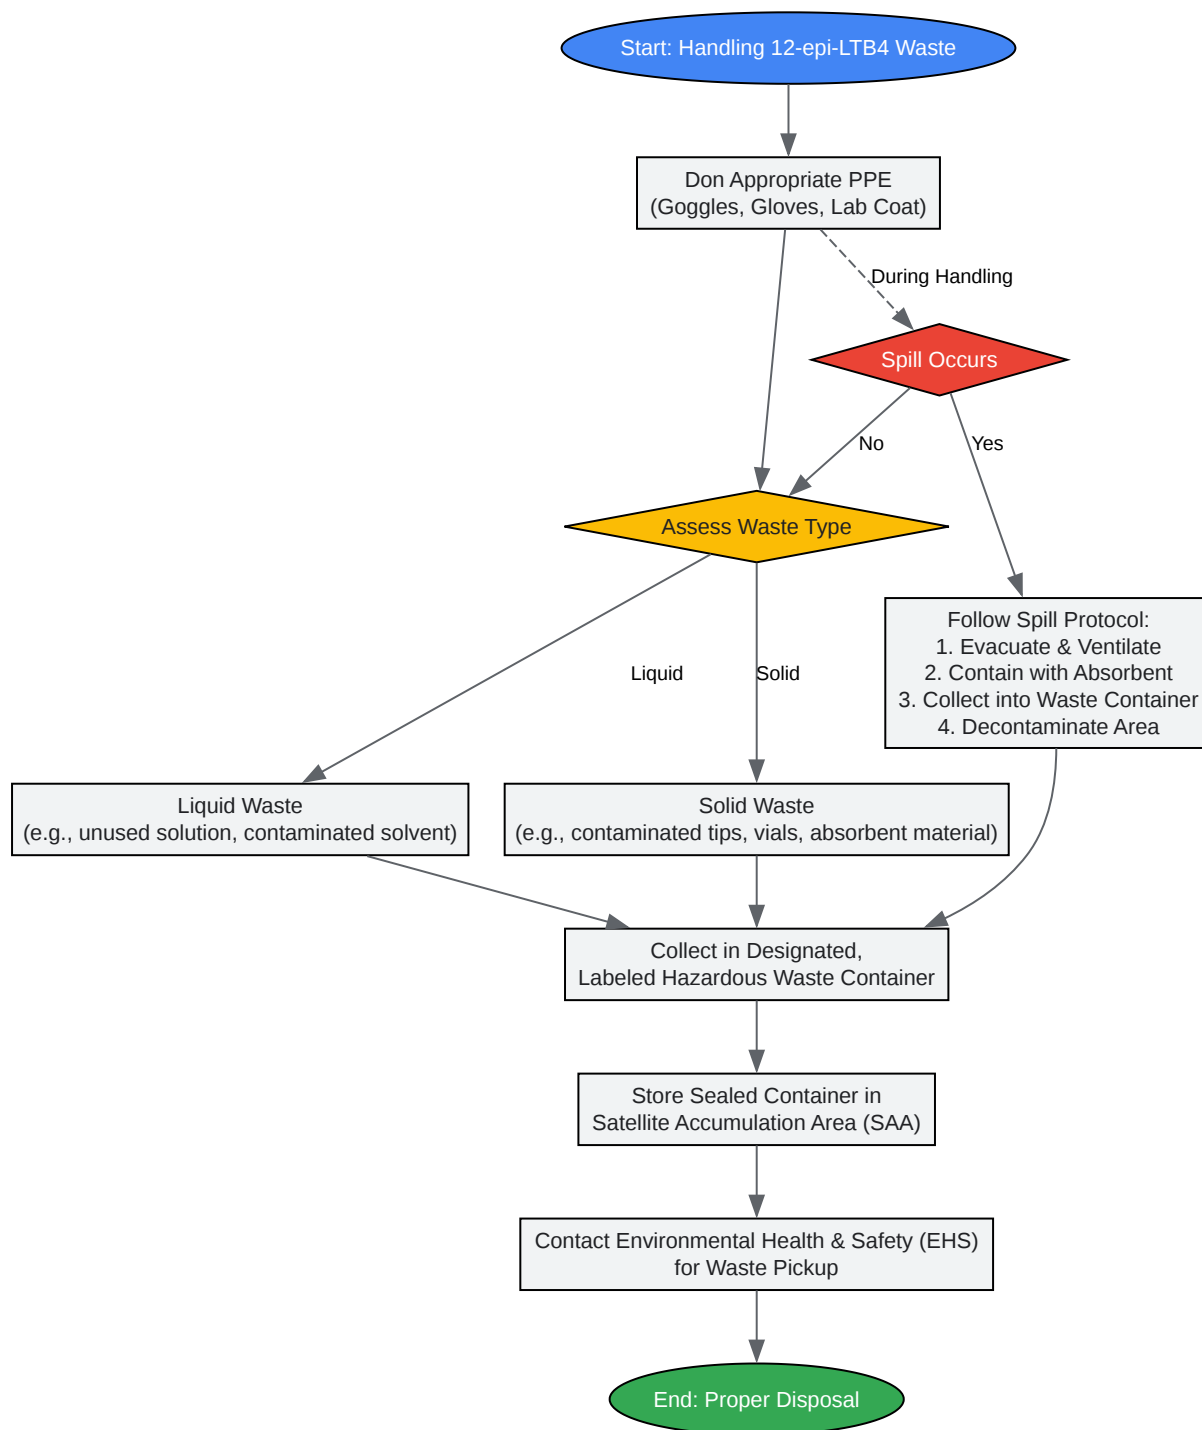 Start: Handling 12-epi-LTB4 Waste
Don Appropriate PPE
(Goggles, Gloves, Lab Coat)
During Handling
Spill Occurs
No
Yes
Assess Waste Type
Follow Spill Protocol:
1. Evacuate & Ventilate
2. Contain with Absorbent
3. Collect into Waste Container
4. Decontaminate Area
Liquid
Solid
Liquid Waste
(e.g., unused solution, contaminated solvent)
Solid Waste
(e.g., contaminated tips, vials, absorbent material)
Collect in Designated,
Labeled Hazardous Waste Container
Store Sealed Container in
Satellite Accumulation Area (SAA)
Contact Environmental Health & Safety (EHS)
for Waste Pickup
End: Proper Disposal